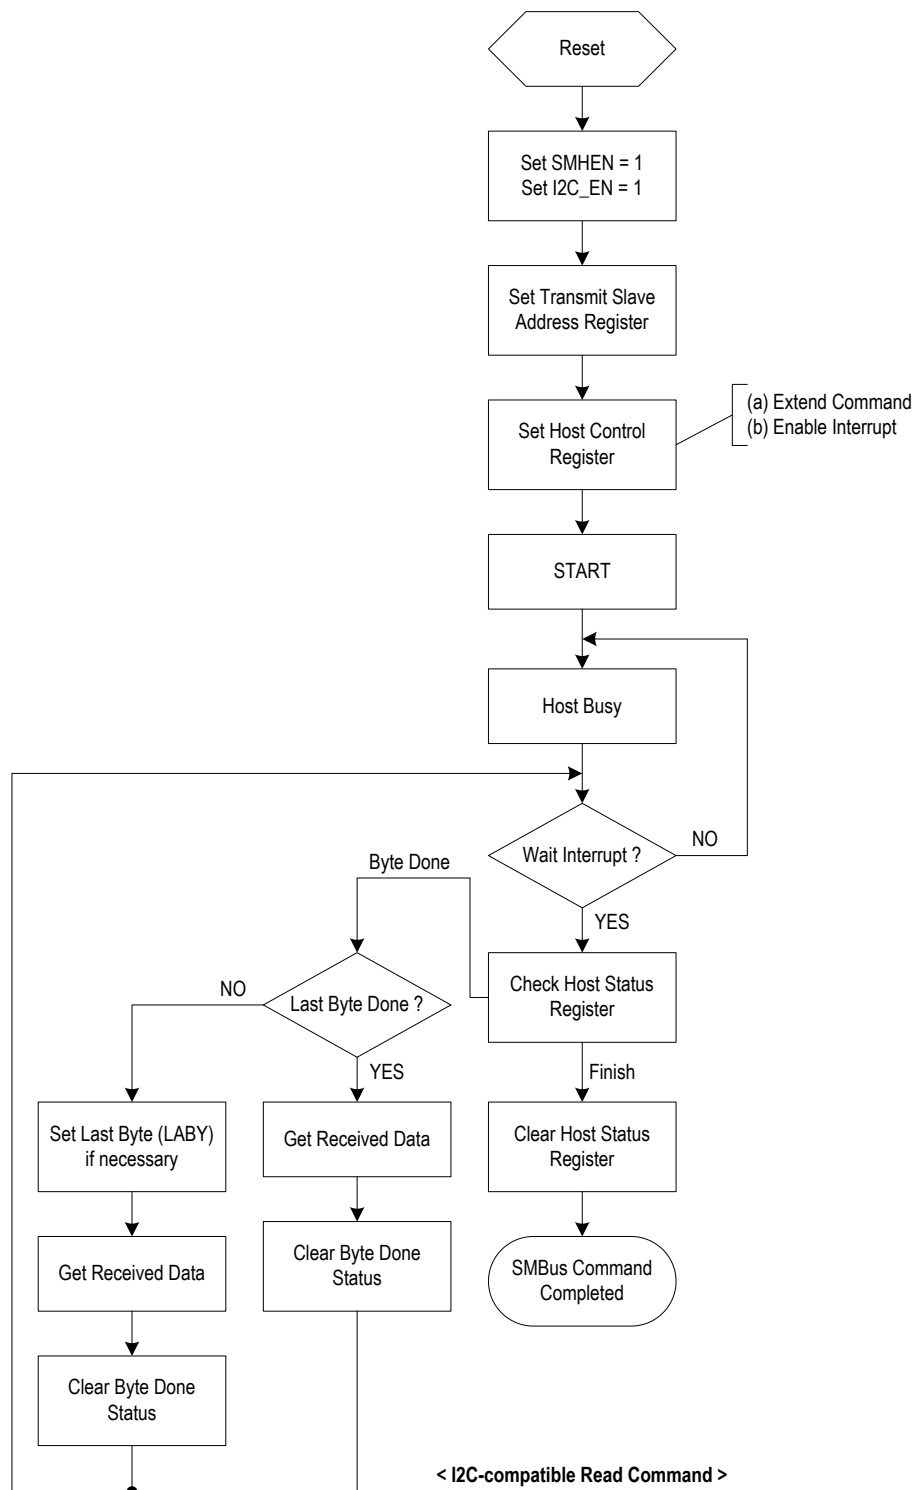 Reset
Set SMHEN = 1
Set I2C_EN = 1
Set Transmit Slave
Address Register
Set Host Control
Register
(a) Extend Command
(b) Enable Interrupt
START
Host Busy
Wait Interrupt ?
NO
YES
Byte Done
Check Host Status
Register
Last Byte Done ?
NO
YES
Finish
Set Last Byte (LABY)
if necessary
Get Received Data
Clear Host Status
Register
Get Received Data
Clear Byte Done
Status
SMBus Command
Completed
Clear Byte Done
Status
< I2C-compatible Read Command >